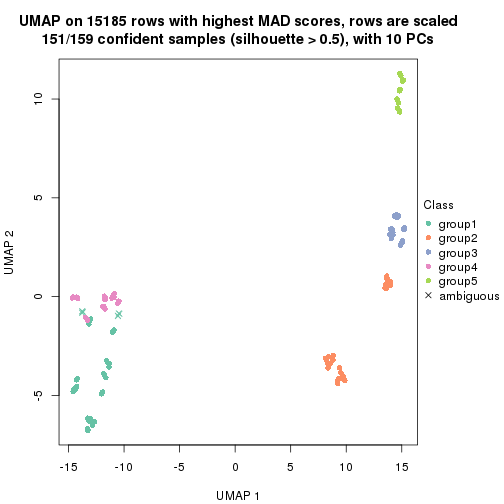 UMAP on 15185 rows with highest MAD scores, rows are scaled
151/159 confident samples (silhouette > 0.5), with 10 PCs
10
5
0
-5
UMAP 2
-15
-10
-5
0
5
10
15
UMAP 1
Class
group1
group2
group3
group4
group5
ambiguous